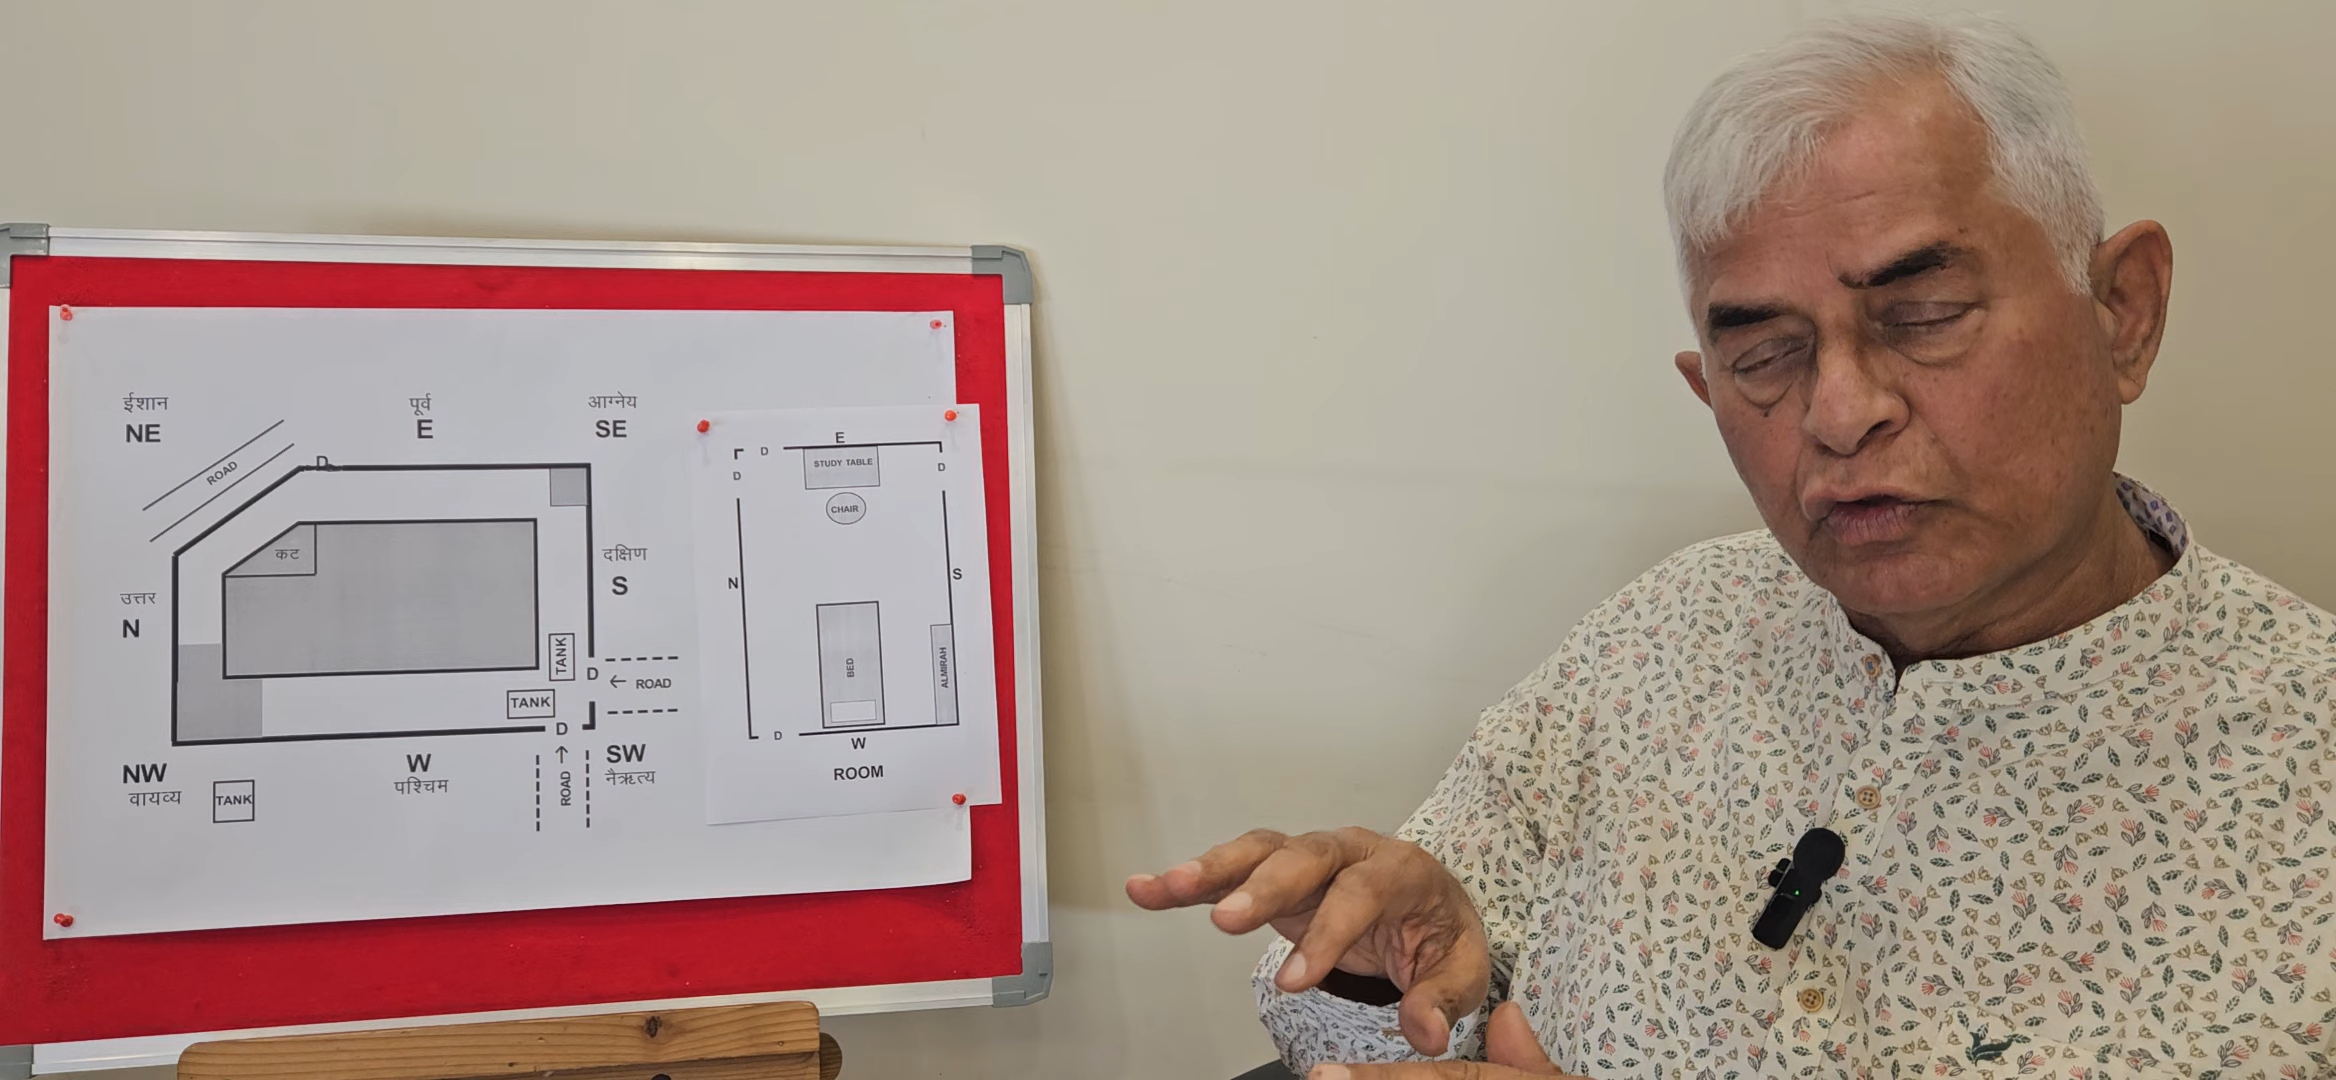 ईशान
NE
पूर्व
E
आग्नेय
SE
ROAD
D
कट
दक्षिण
S
उत्तर
N
TANK
TANK
D
← ROAD
D
↑
ROAD
NW
वायव्य
TANK
W
पश्चिम
SW
नैऋत्य
E
D
D
D
STUDY TABLE
CHAIR
N
S
BED
ALMIRAH
D
W
ROOM